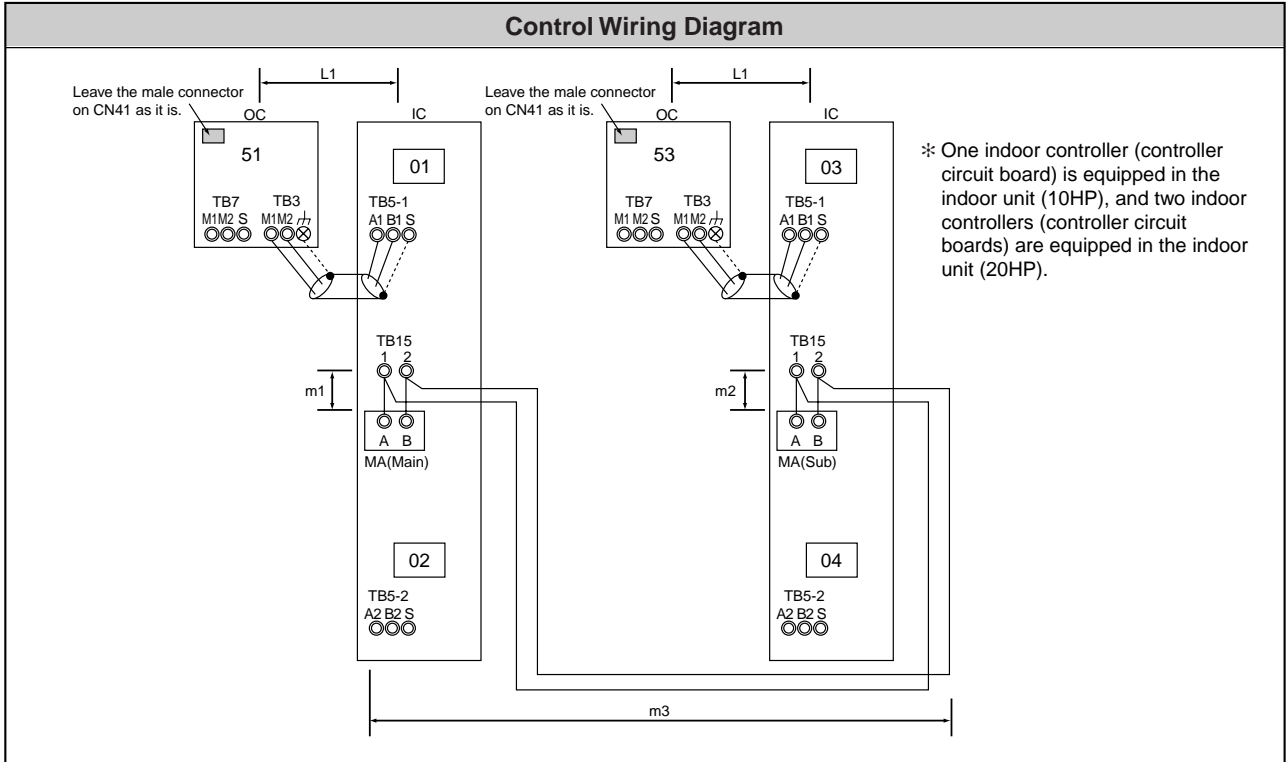 Control Wiring Diagram
L1
Leave the male connector
on CN41 as it is.
OC
IC
51
01
TB7
TB3
TB5-1
M1 M2 S
M1 M2
A1 B1 S
TB15
1 2
m1
A B
MA(Main)
02
TB5-2
A2 B2 S
L1
Leave the male connector
on CN41 as it is.
OC
IC
53
03
TB7
TB3
TB5-1
M1 M2 S
M1 M2
A1 B1 S
TB15
1 2
m2
A B
MA(Sub)
04
TB5-2
A2 B2 S
m3
✻ One indoor controller (controller
circuit board) is equipped in the
indoor unit (10HP), and two indoor
controllers (controller circuit
boards) are equipped in the indoor
unit (20HP).